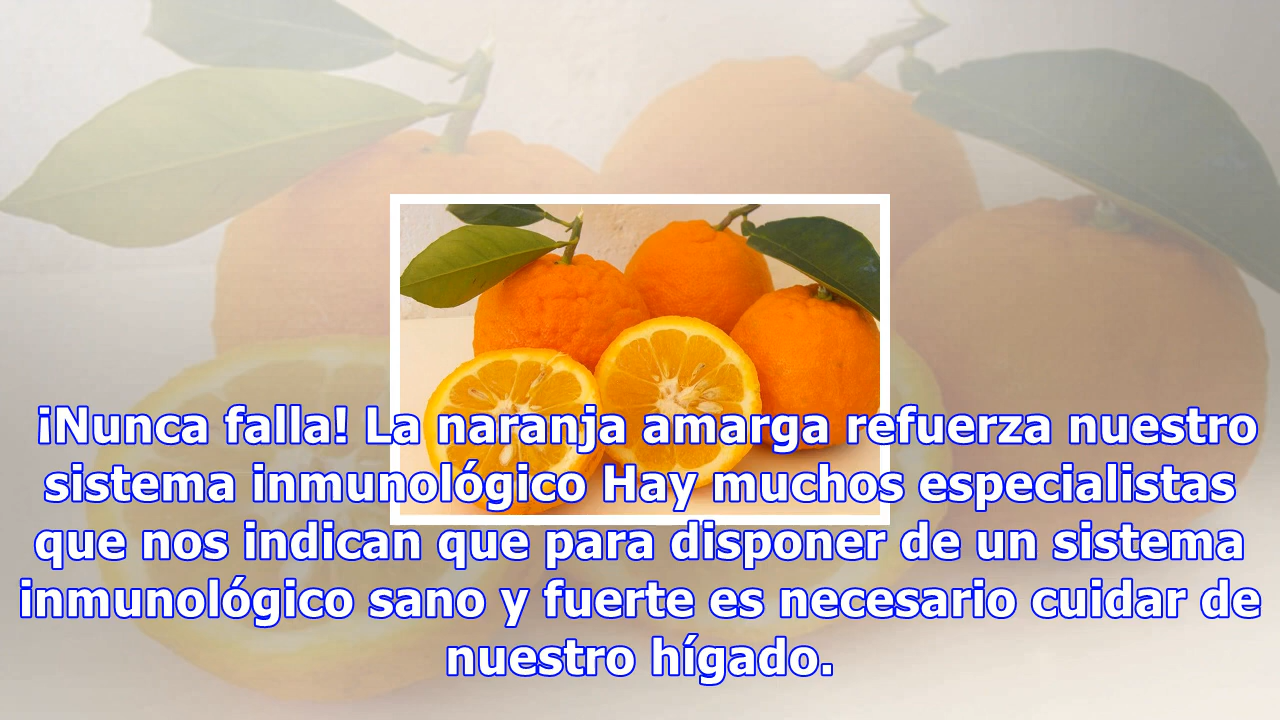 ¡Nunca falla! La naranja amarga refuerza nuestro
sistema inmunológico Hay muchos especialistas
que nos indican que para disponer de un sistema
inmunológico sano y fuerte es necesario cuidar de
nuestro hígado.